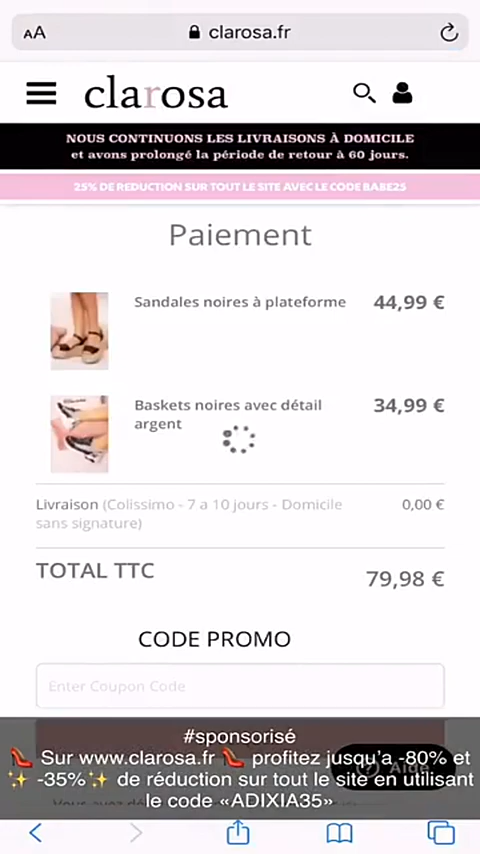 AA clarosa.fr
clarosa
NOUS CONTINUONS LES LIVRAISONS À DOMICILE
et avons prolongé la période de retour à 60 jours.
25% DE REDUCTION SUR TOUT LE SITE AVEC LE CODE BABE25
Paiement
Sandales noires à plateforme 44,99 €
Baskets noires avec détail 34,99 €
argent
Livraison (Colissimo - 7 a 10 jours - Domicile 0,00 €
sans signature)
TOTAL TTC 79,98 €
CODE PROMO
Enter Coupon Code
#sponsorisé
👠 Sur www.clarosa.fr 👠 profitez jusqu'a -80% et
✨ -35%✨ de réduction sur tout le site en utilisant
le code «ADIXIA35»
Aide